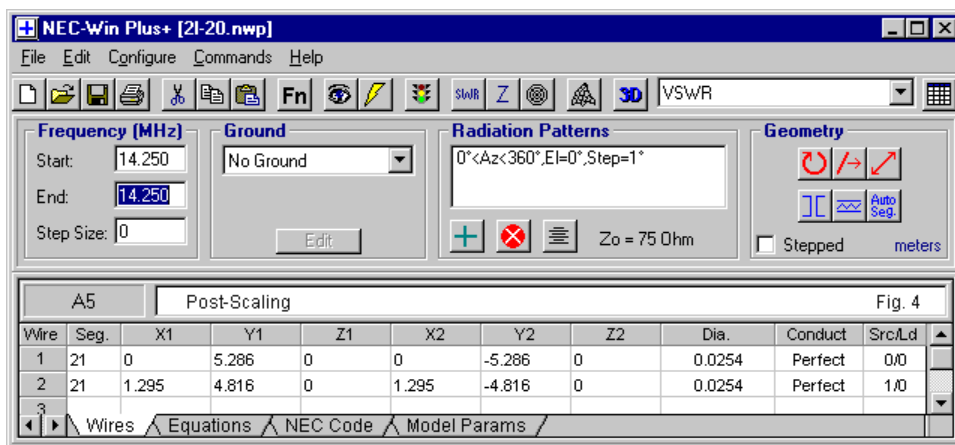 NEC-Win Plus+ [2l-20.nwp]
File Edit Configure Commands Help
Fn SWR Z 3D VSWR
Frequency (MHz)
Start: 14.250
End: 14.250
Step Size: 0
Ground
No Ground
Edit
Radiation Patterns
0°<Az<360°,El=0°,Step=1°
Zo = 75 Ohm
Geometry
Auto Seg.
Stepped meters
A5 Post-Scaling Fig. 4
Wire Seg. X1 Y1 Z1 X2 Y2 Z2 Dia. Conduct Src/Ld
1 21 0 5.286 0 0 -5.286 0 0.0254 Perfect 0/0
2 21 1.295 4.816 0 1.295 -4.816 0 0.0254 Perfect 1/0
3
Wires Equations NEC Code Model Params